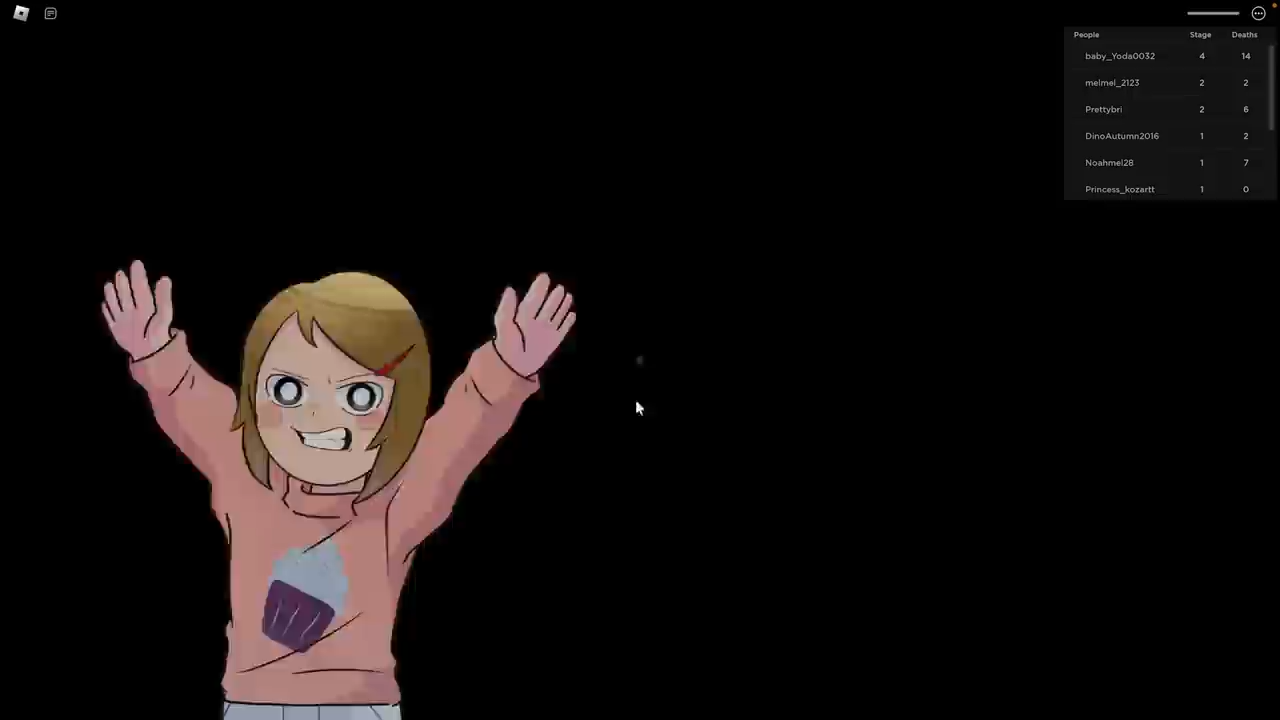 People Stage Deaths
baby_Yoda0032 4 14
melmel_2123 2 2
Prettybri 2 6
DinoAutumn2016 1 2
Noahmel28 1 7
Princess_kozartt 1 0